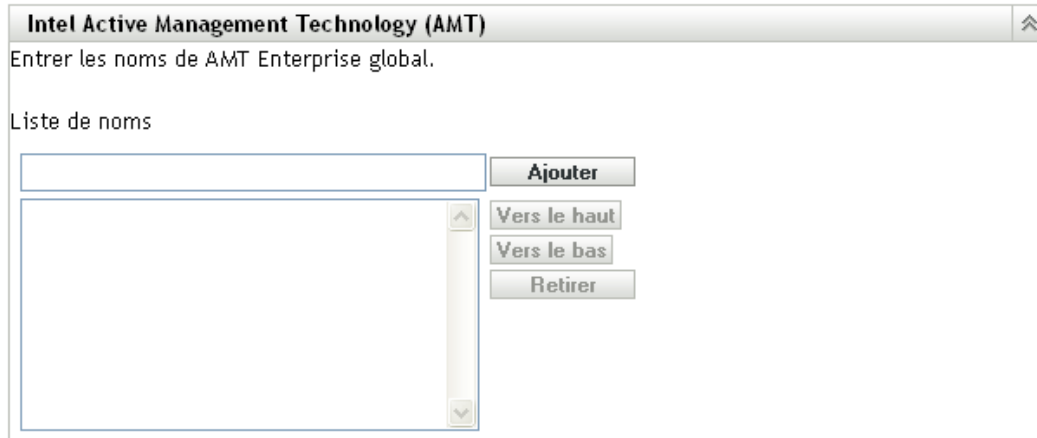 Intel Active Management Technology (AMT)
Entrer les noms de AMT Enterprise global.
Liste de noms
Ajouter
Vers le haut
Vers le bas
Retirer